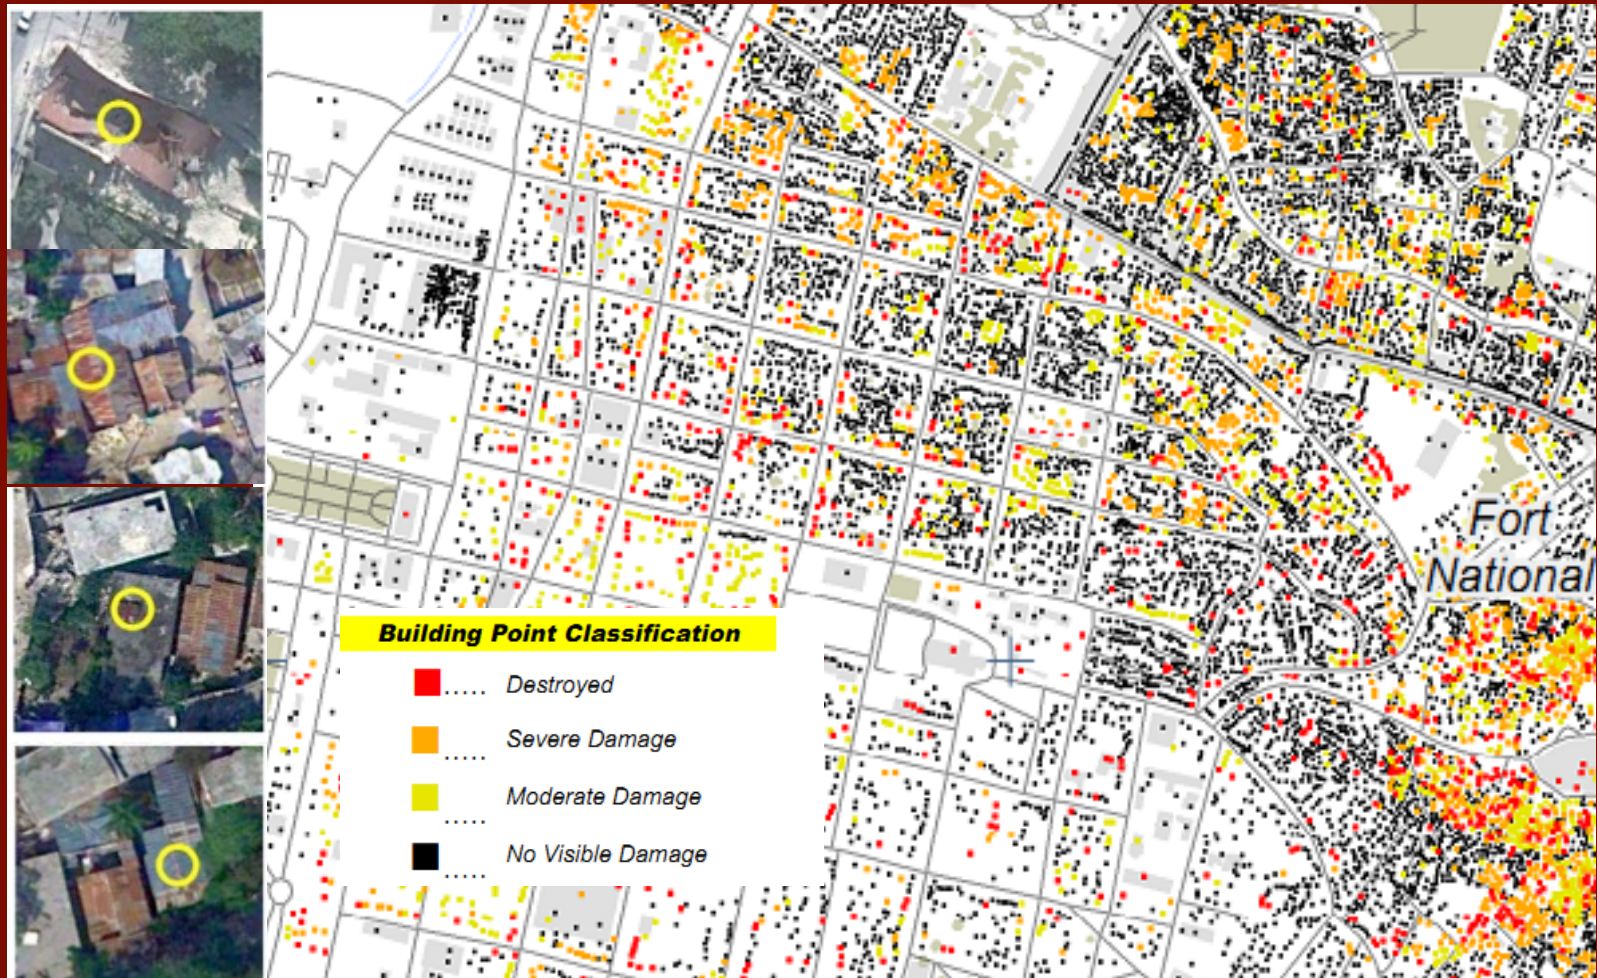 Fort
National
Building Point Classification
..... Destroyed
..... Severe Damage
..... Moderate Damage
..... No Visible Damage